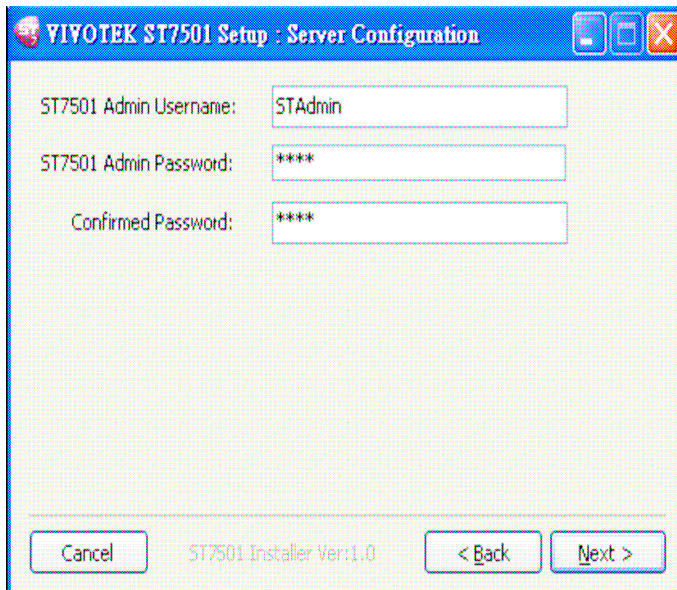 VIVOTEK ST7501 Setup : Server Configuration
ST7501 Admin Username: STAdmin
ST7501 Admin Password: ****
Confirmed Password: ****
Cancel ST7501 Installer Ver:1.0 < Back Next >